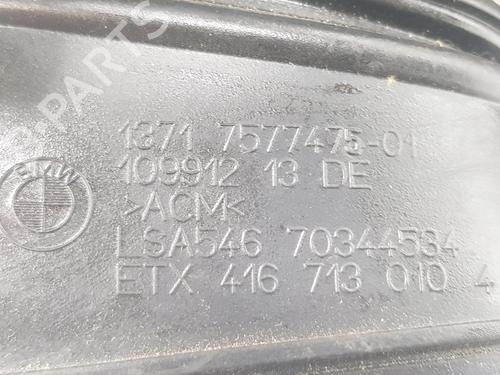 B-PARTS
1371 7577475-01
109912 13 DE
>ACM<
LSA546 70344534
ETX 416 713 010 4
BMW